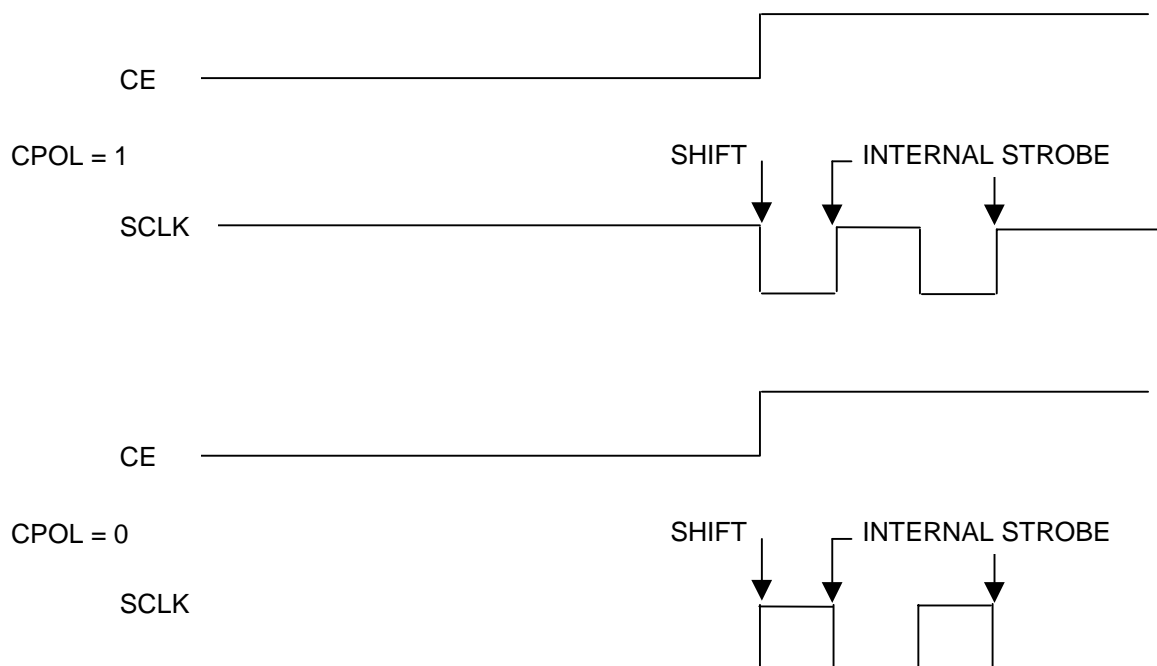 CE
CPOL = 1
SHIFT
INTERNAL STROBE
SCLK
CE
CPOL = 0
SHIFT
INTERNAL STROBE
SCLK